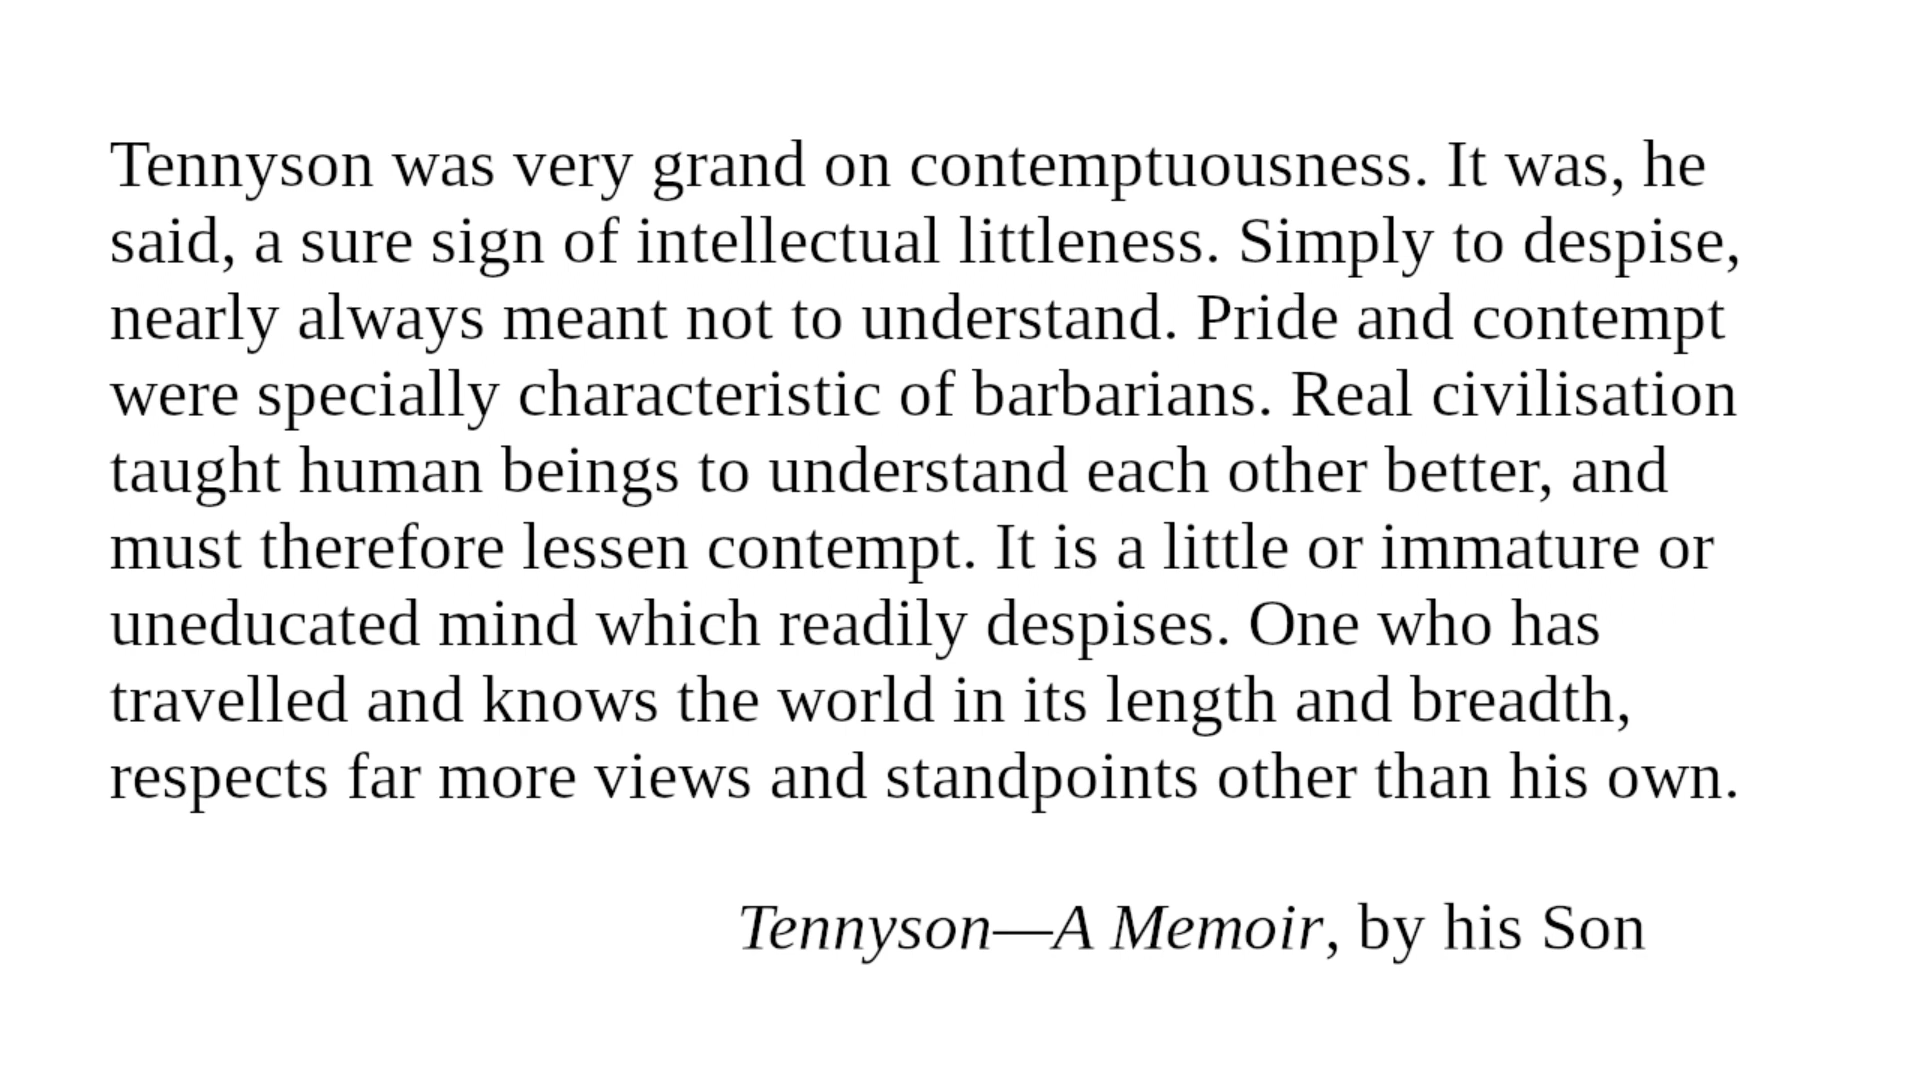 Tennyson was very grand on contemptuousness. It was, he
said, a sure sign of intellectual littleness. Simply to despise,
nearly always meant not to understand. Pride and contempt
were specially characteristic of barbarians. Real civilisation
taught human beings to understand each other better, and
must therefore lessen contempt. It is a little or immature or
uneducated mind which readily despises. One who has
travelled and knows the world in its length and breadth,
respects far more views and standpoints other than his own.
Tennyson—A Memoir, by his Son